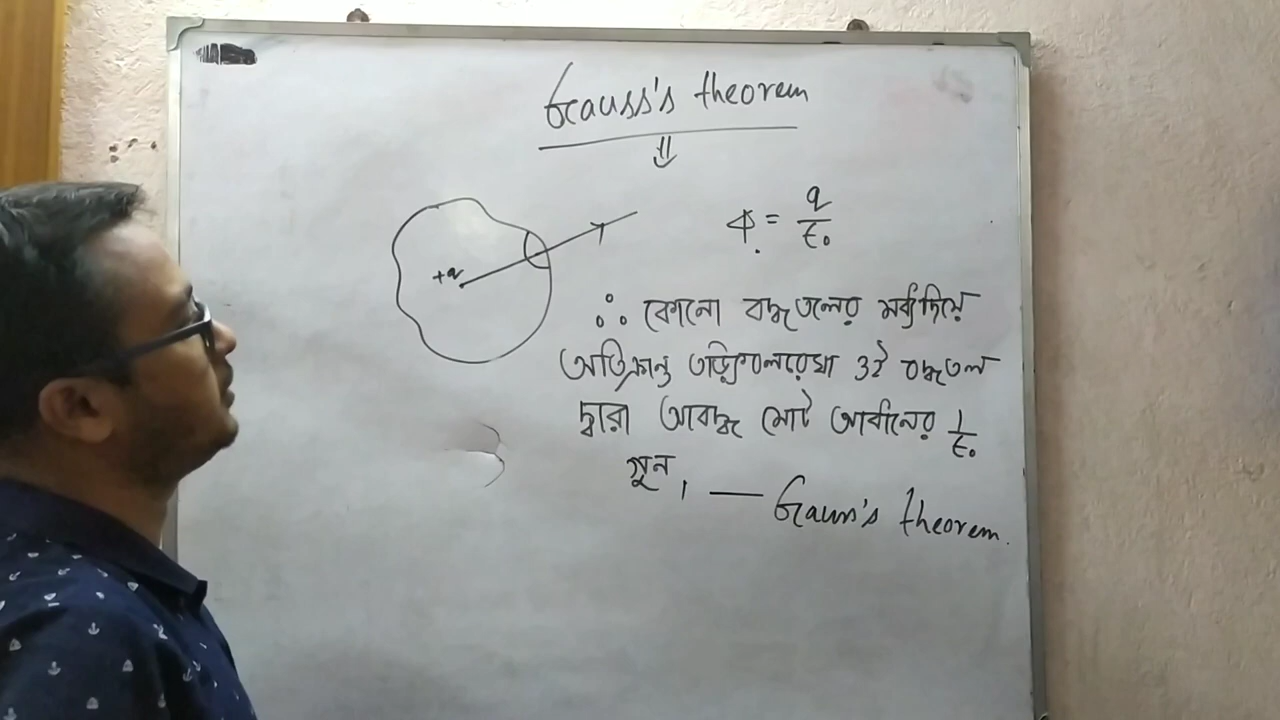 Gauss's theorem
⇓
+q
Φ = q/ε₀
∴ কোনো বদ্ধতলের মধ্যদিয়ে
অতিক্রান্ত তড়িৎবলরেখা ওই বদ্ধতল
দ্বারা আবদ্ধ মোট আধানের 1/ε₀
গুন। — Gauss's theorem.